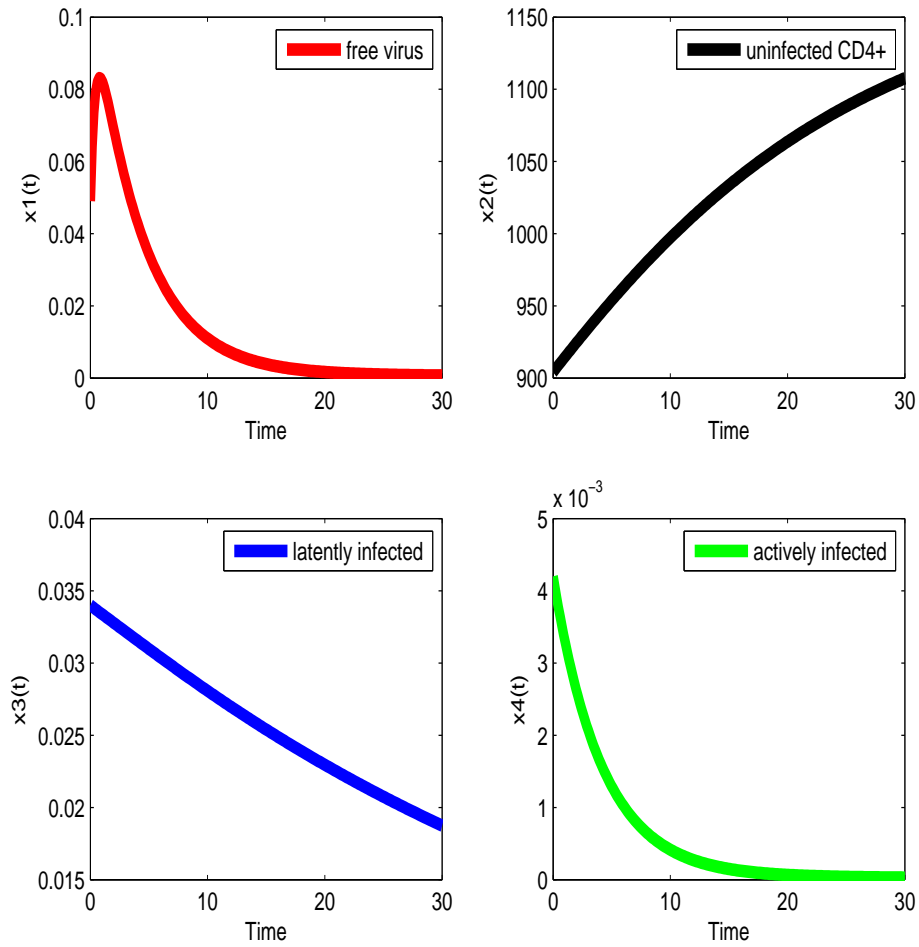 0.1
0.08
0.06
0.04
0.02
0
x1(t)
free virus
0 10 20 30
Time
1150
1100
1050
1000
950
900
x2(t)
uninfected CD4+
0 10 20 30
Time
0.04
0.035
0.03
0.025
0.02
0.015
x3(t)
latently infected
0 10 20 30
Time
x 10⁻³
5
4
3
2
1
0
x4(t)
actively infected
0 10 20 30
Time